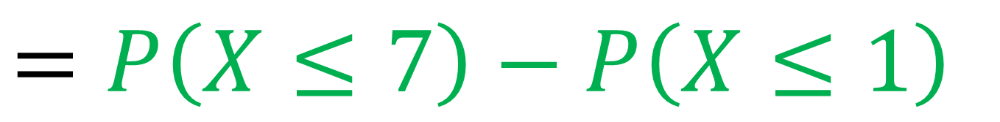 = P(X ≤ 7) − P(X ≤ 1)